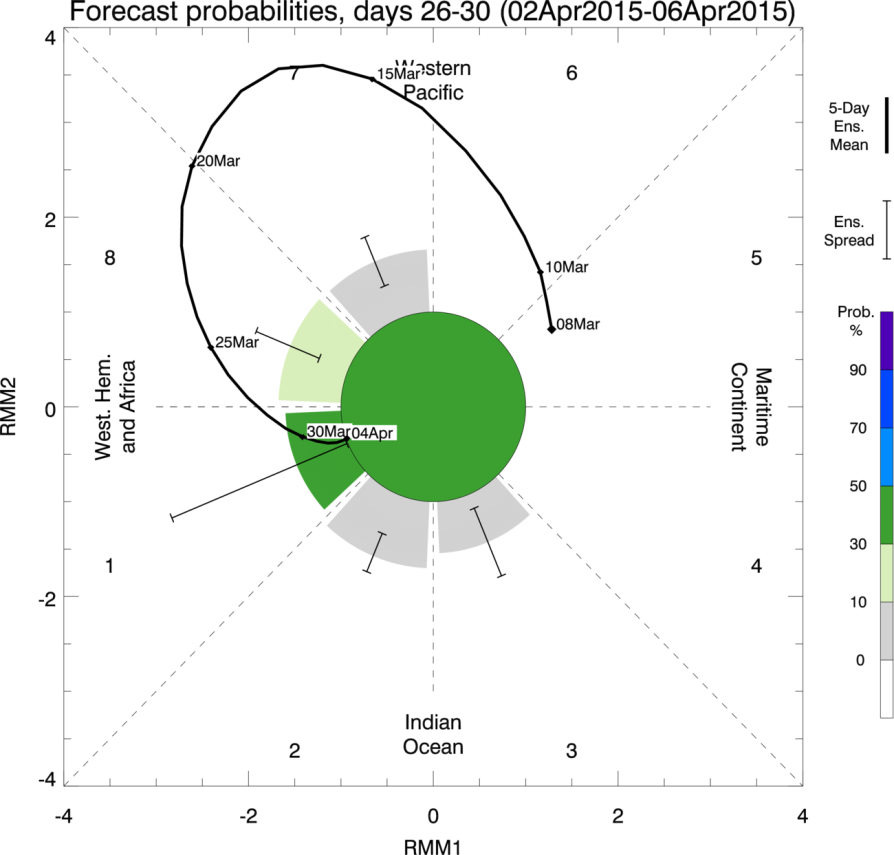 Forecast probabilities, days 26-30 (02Apr2015-06Apr2015)
4
7
15Mar
Western
Pacific
6
5-Day
Ens.
Mean
20Mar
2
Ens.
Spread
8
5
10Mar
Prob.
%
08Mar
25Mar
90
RMM2
0
West. Hem.
and Africa
Maritime
Continent
30Mar
04Apr
70
50
30
1
4
10
-2
0
Indian
Ocean
2
3
-4
-4
-2
0
2
4
RMM1